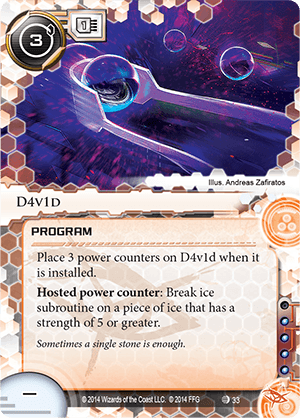 3
1
Illus. Andreas Zafiratos
D4v1d
PROGRAM
Place 3 power counters on D4v1d when it
is installed.
Hosted power counter: Break ice
subroutine on a piece of ice that has a
strength of 5 or greater.
Sometimes a single stone is enough.
–
© 2014 Wizards of the Coast LLC. © 2014 FFG
33